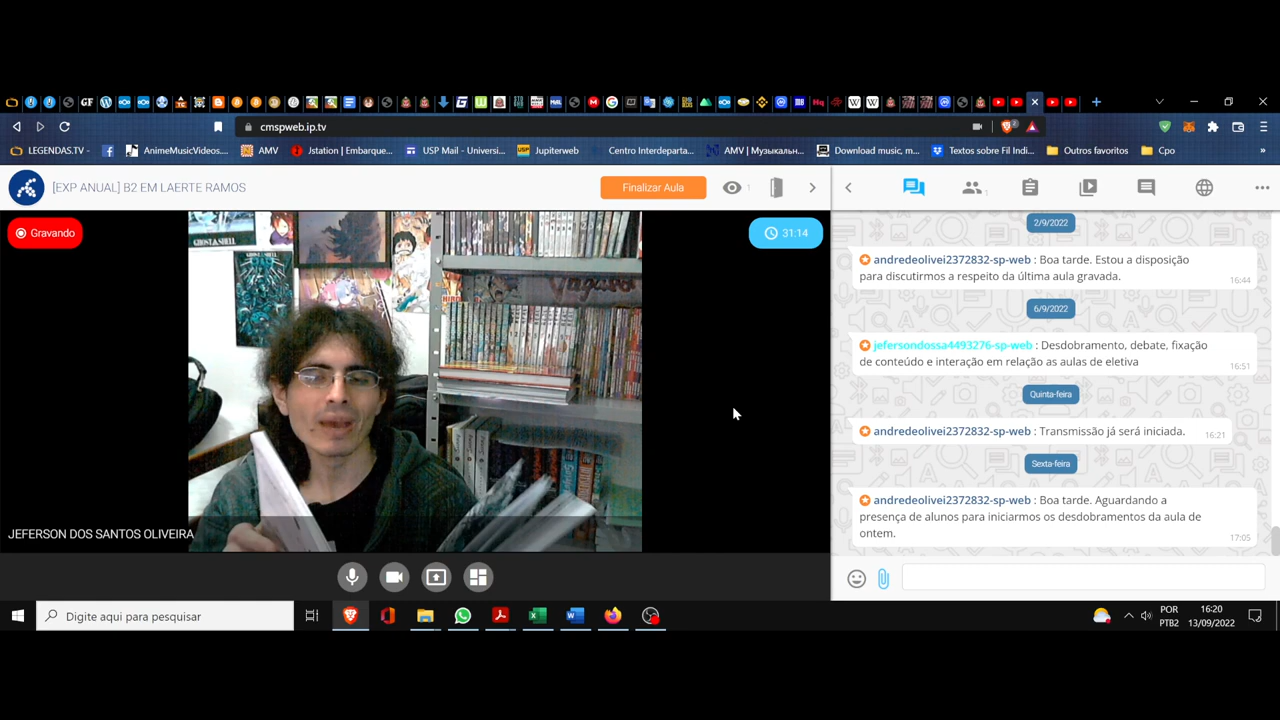 cmspweb.ip.tv
LEGENDAS.TV -
AnimeMusicVideos...
AMV
Jstation | Embarque...
USP Mail - Universi...
Jupiterweb
Centro Interdeparta...
AMV | Музыкальн...
Download music, m...
Textos sobre Fil Indi...
Outros favoritos
Cpo
»
[EXP ANUAL] B2 EM LAERTE RAMOS
Finalizar Aula
1
1
Gravando
31:14
GHOST IN THE SHELL
JEFERSON DOS SANTOS OLIVEIRA
2/9/2022
andredeolivei2372832-sp-web : Boa tarde. Estou a disposição
para discutirmos a respeito da última aula gravada.
16:44
6/9/2022
jefersondossa4493276-sp-web : Desdobramento, debate, fixação
de conteúdo e interação em relação as aulas de eletiva
16:51
Quinta-feira
andredeolivei2372832-sp-web : Transmissão já será iniciada.
16:21
Sexta-feira
andredeolivei2372832-sp-web : Boa tarde. Aguardando a
presença de alunos para iniciarmos os desdobramentos da aula de
ontem.
17:05
Digite aqui para pesquisar
POR
PTB2
16:20
13/09/2022